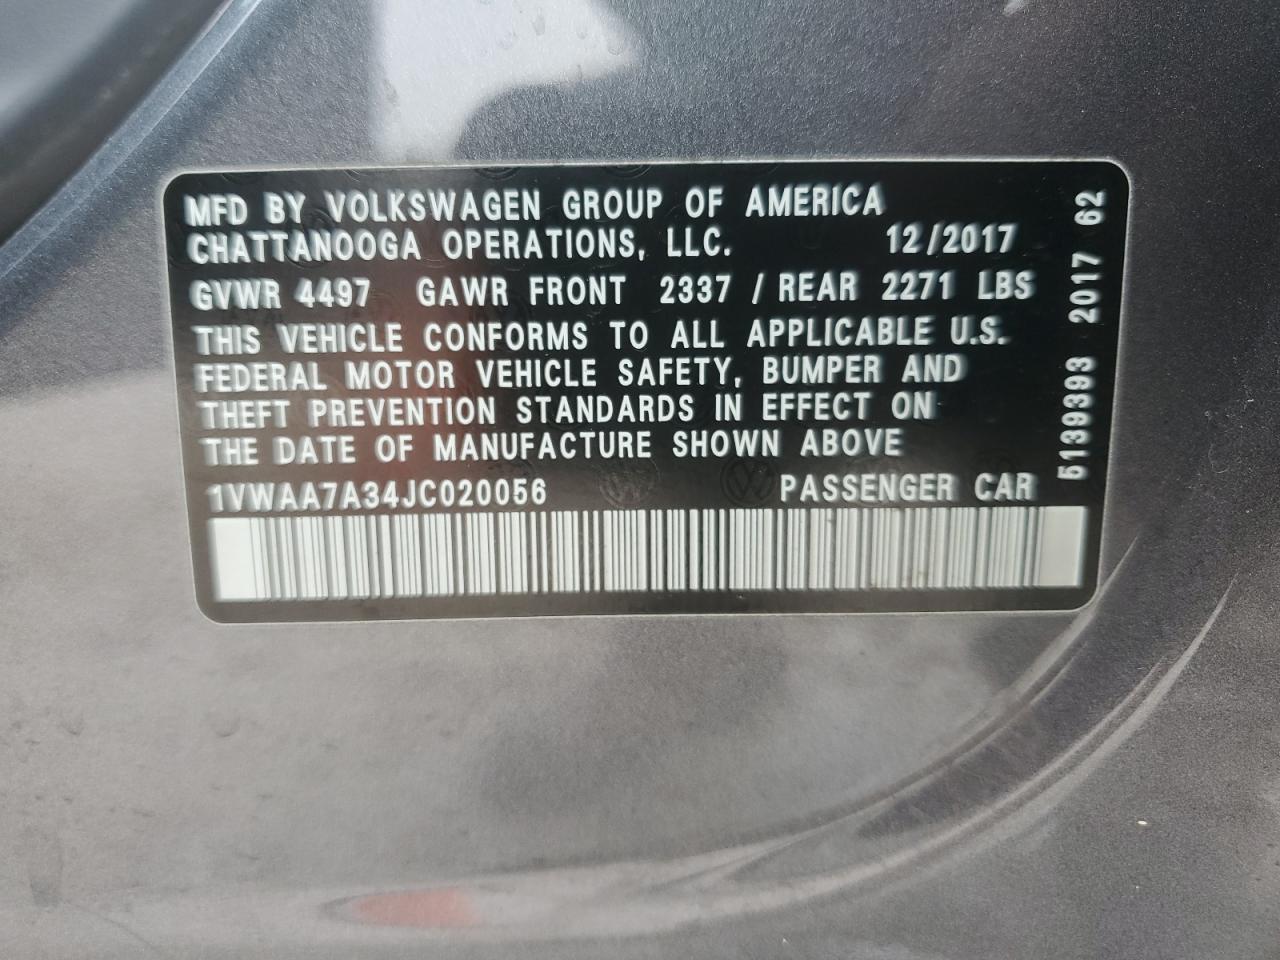 MFD BY VOLKSWAGEN GROUP OF AMERICA
CHATTANOOGA OPERATIONS, LLC. 12/2017
GVWR 4497 GAWR FRONT 2337 / REAR 2271 LBS
THIS VEHICLE CONFORMS TO ALL APPLICABLE U.S.
FEDERAL MOTOR VEHICLE SAFETY, BUMPER AND
THEFT PREVENTION STANDARDS IN EFFECT ON
THE DATE OF MANUFACTURE SHOWN ABOVE
1VWAA7A34JC020056 PASSENGER CAR
5139393 2017 62